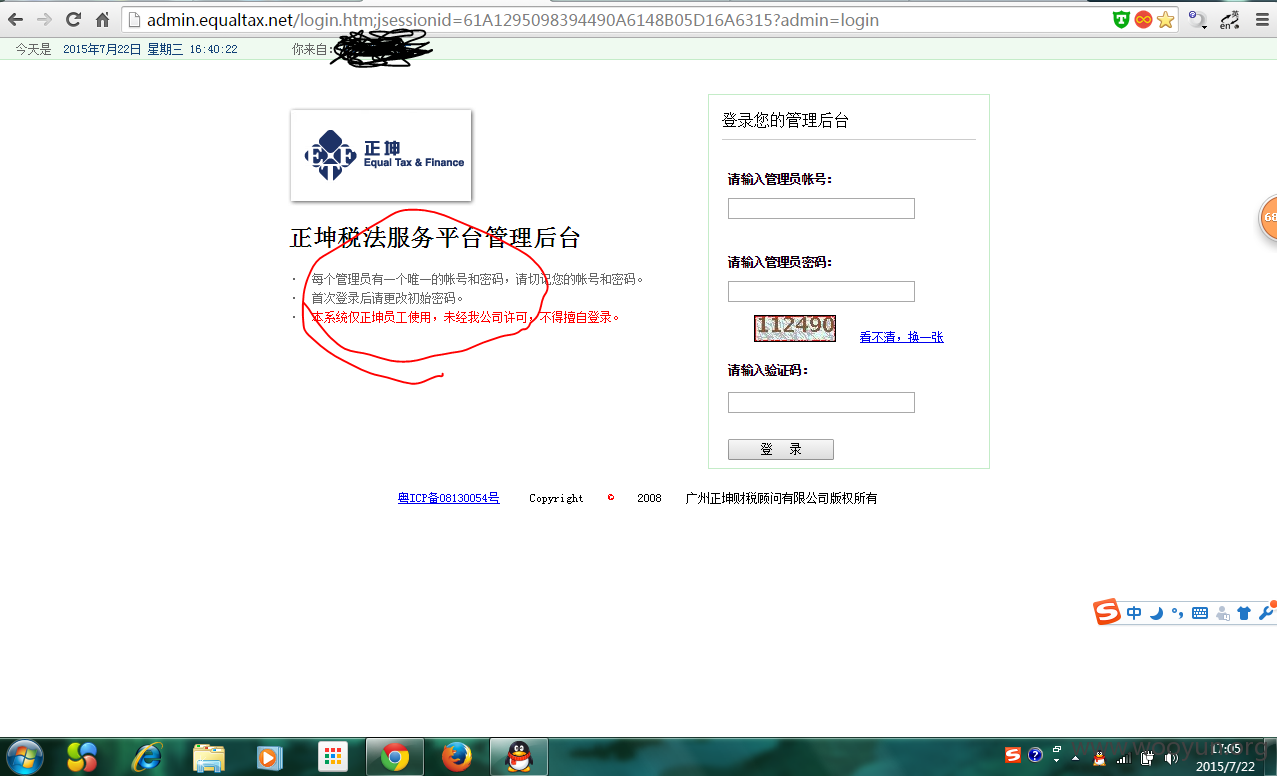 admin.equaltax.net/login.htm;jsessionid=61A1295098394490A6148B05D16A6315?admin=login
今天是 2015年7月22日 星期三 16:40:22 你来自:
正坤
Equal Tax & Finance
ETF
正坤税法服务平台管理后台
· 每个管理员有一个唯一的帐号和密码，请切记您的帐号和密码。
· 首次登录后请更改初始密码。
· 本系统仅正坤员工使用，未经我公司许可，不得擅自登录。
登录您的管理后台
请输入管理员帐号：
请输入管理员密码：
112490
看不清，换一张
请输入验证码：
登 录
粤ICP备08130054号 Copyright © 2008 广州正坤财税顾问有限公司版权所有
68
S 中
www.wooyun.org
17:05
2015/7/22